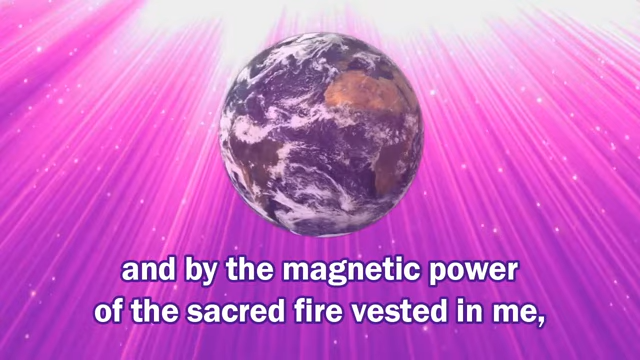 and by the magnetic power
of the sacred fire vested in me,